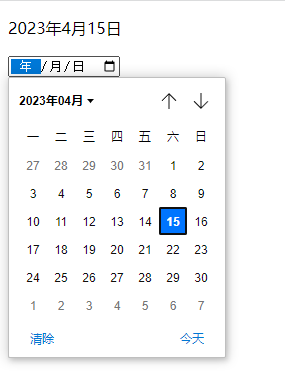 2023年4月15日
年/月/日
2023年04月
一 二 三 四 五 六 日
27 28 29 30 31 1 2
3 4 5 6 7 8 9
10 11 12 13 14 15 16
17 18 19 20 21 22 23
24 25 26 27 28 29 30
1 2 3 4 5 6 7
清除 今天